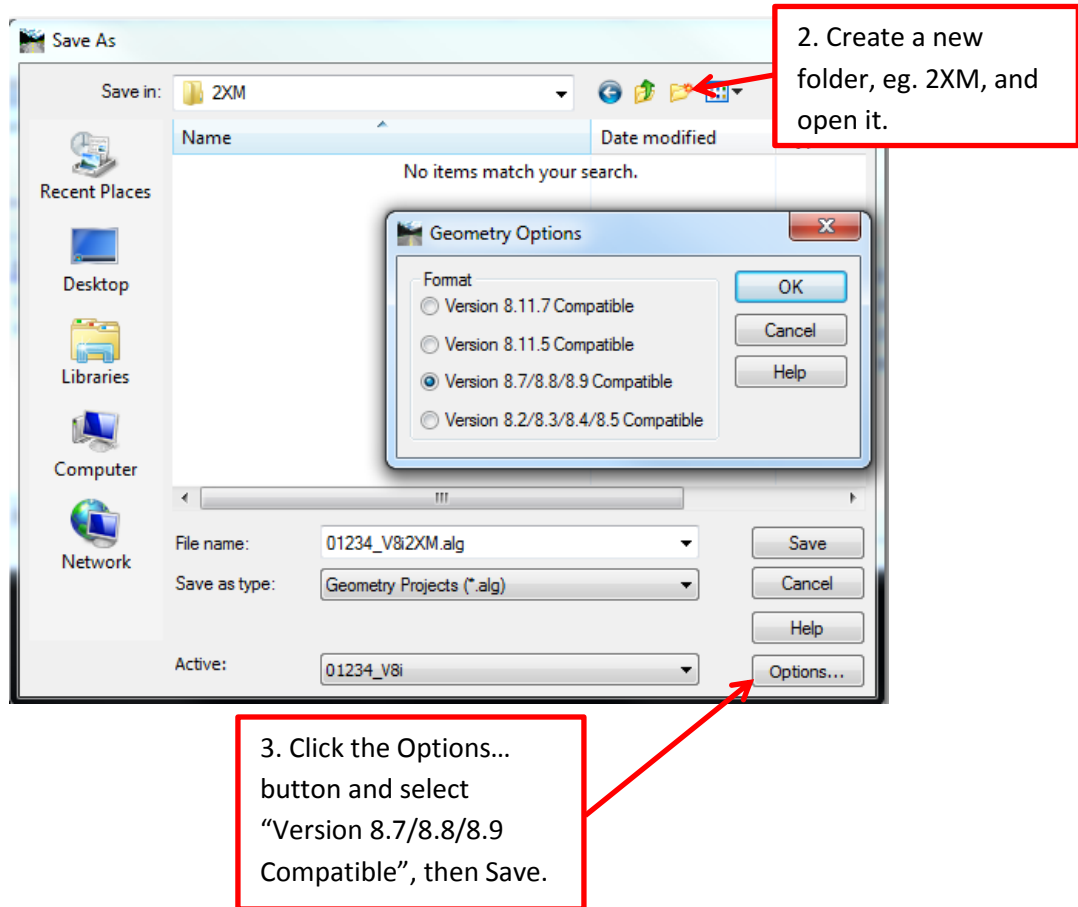 Save As
2. Create a new
folder, eg. 2XM, and
open it.
Save in:
2XM
Name
Date modified
No items match your search.
Recent Places
Desktop
Libraries
Computer
Network
Geometry Options
Format
Version 8.11.7 Compatible
Version 8.11.5 Compatible
Version 8.7/8.8/8.9 Compatible
Version 8.2/8.3/8.4/8.5 Compatible
OK
Cancel
Help
File name:
01234_V8i2XM.alg
Save
Save as type:
Geometry Projects (*.alg)
Cancel
Help
Active:
01234_V8i
Options...
3. Click the Options…
button and select
“Version 8.7/8.8/8.9
Compatible”, then Save.